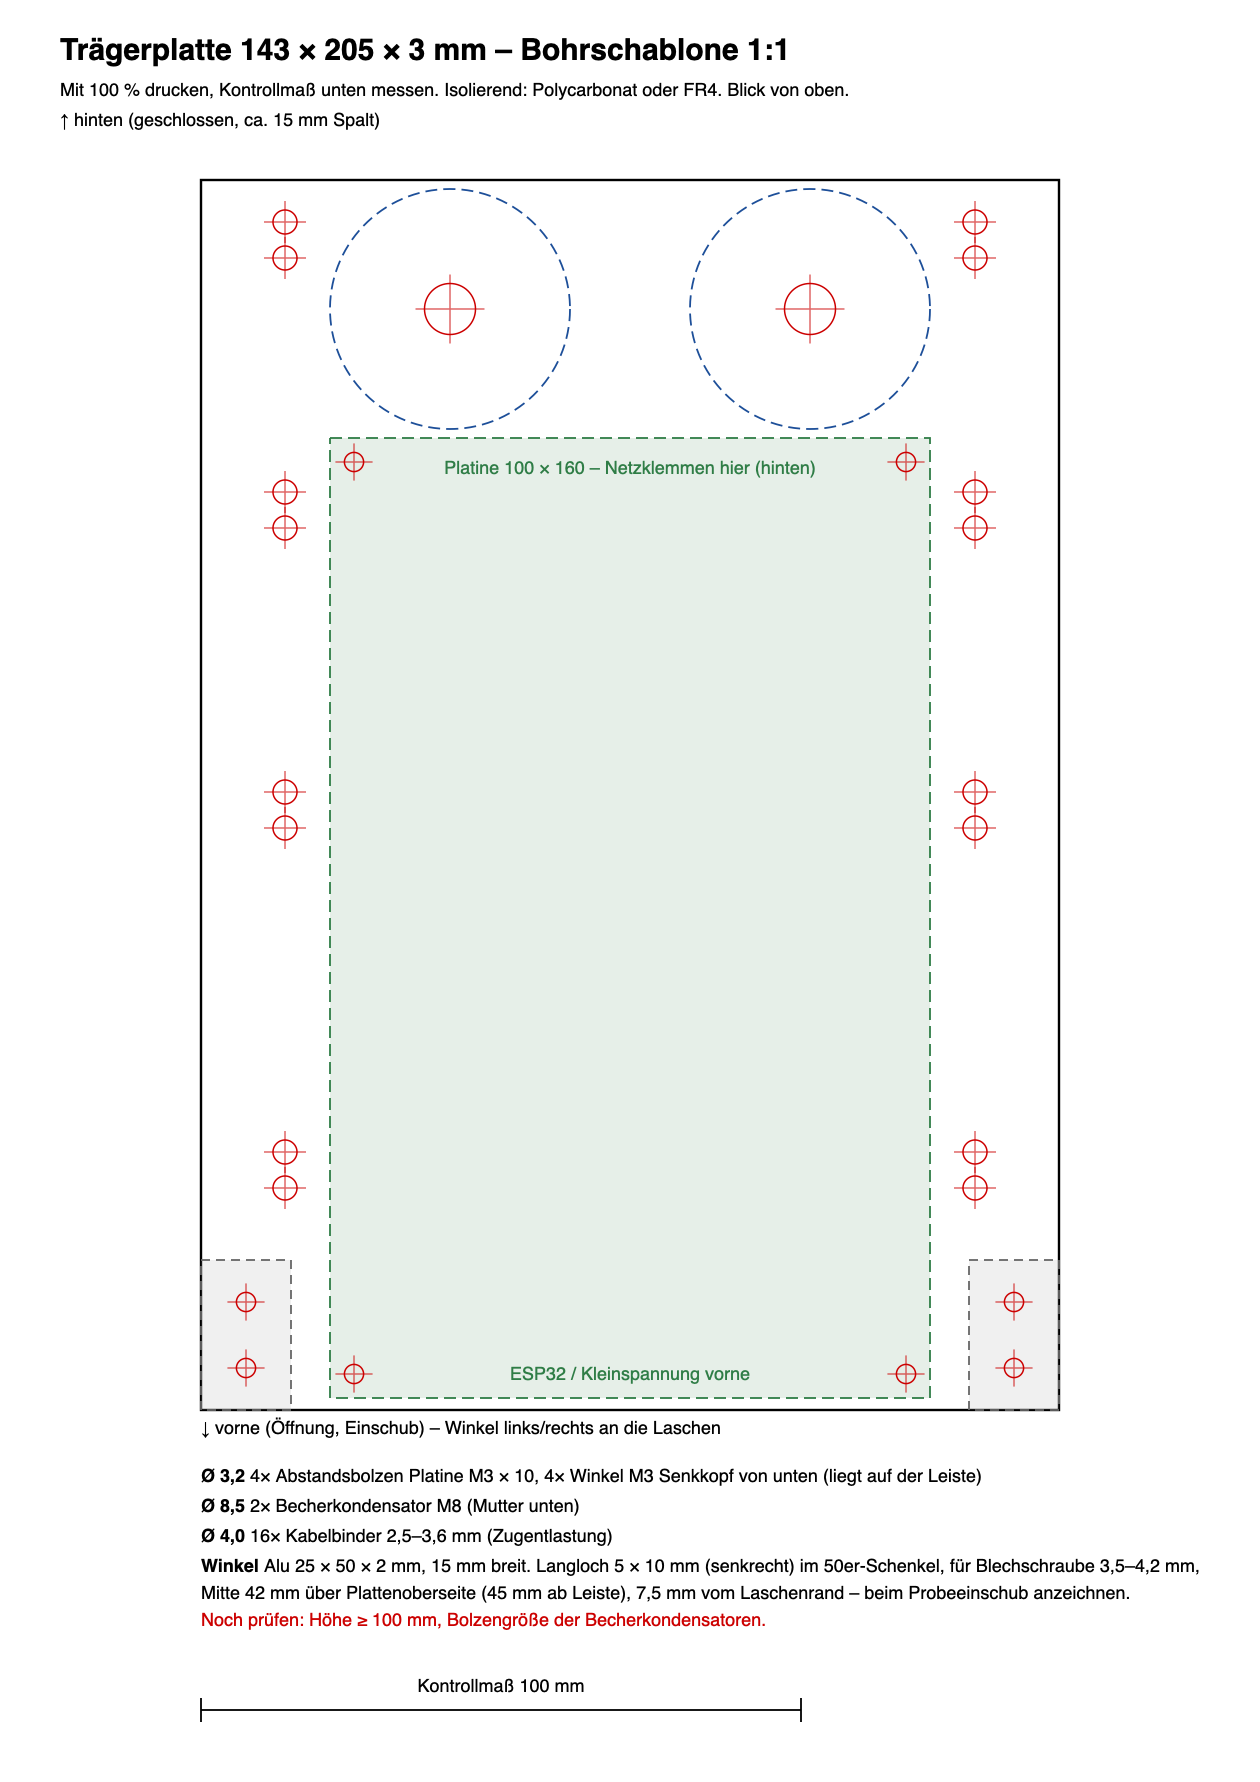 Trägerplatte 143 × 205 × 3 mm – Bohrschablone 1:1
Mit 100 % drucken, Kontrollmaß unten messen. Isolierend: Polycarbonat oder FR4. Blick von oben.
↑ hinten (geschlossen, ca. 15 mm Spalt)
Platine 100 × 160 – Netzklemmen hier (hinten)
ESP32 / Kleinspannung vorne
↓ vorne (Öffnung, Einschub) – Winkel links/rechts an die Laschen
Ø 3,2 4× Abstandsbolzen Platine M3 × 10, 4× Winkel M3 Senkkopf von unten (liegt auf der Leiste)
Ø 8,5 2× Becherkondensator M8 (Mutter unten)
Ø 4,0 16× Kabelbinder 2,5–3,6 mm (Zugentlastung)
Winkel Alu 25 × 50 × 2 mm, 15 mm breit. Langloch 5 × 10 mm (senkrecht) im 50er-Schenkel, für Blechschraube 3,5–4,2 mm,
Mitte 42 mm über Plattenoberseite (45 mm ab Leiste), 7,5 mm vom Laschenrand – beim Probeeinschub anzeichnen.
Noch prüfen: Höhe ≥ 100 mm, Bolzengröße der Becherkondensatoren.
Kontrollmaß 100 mm